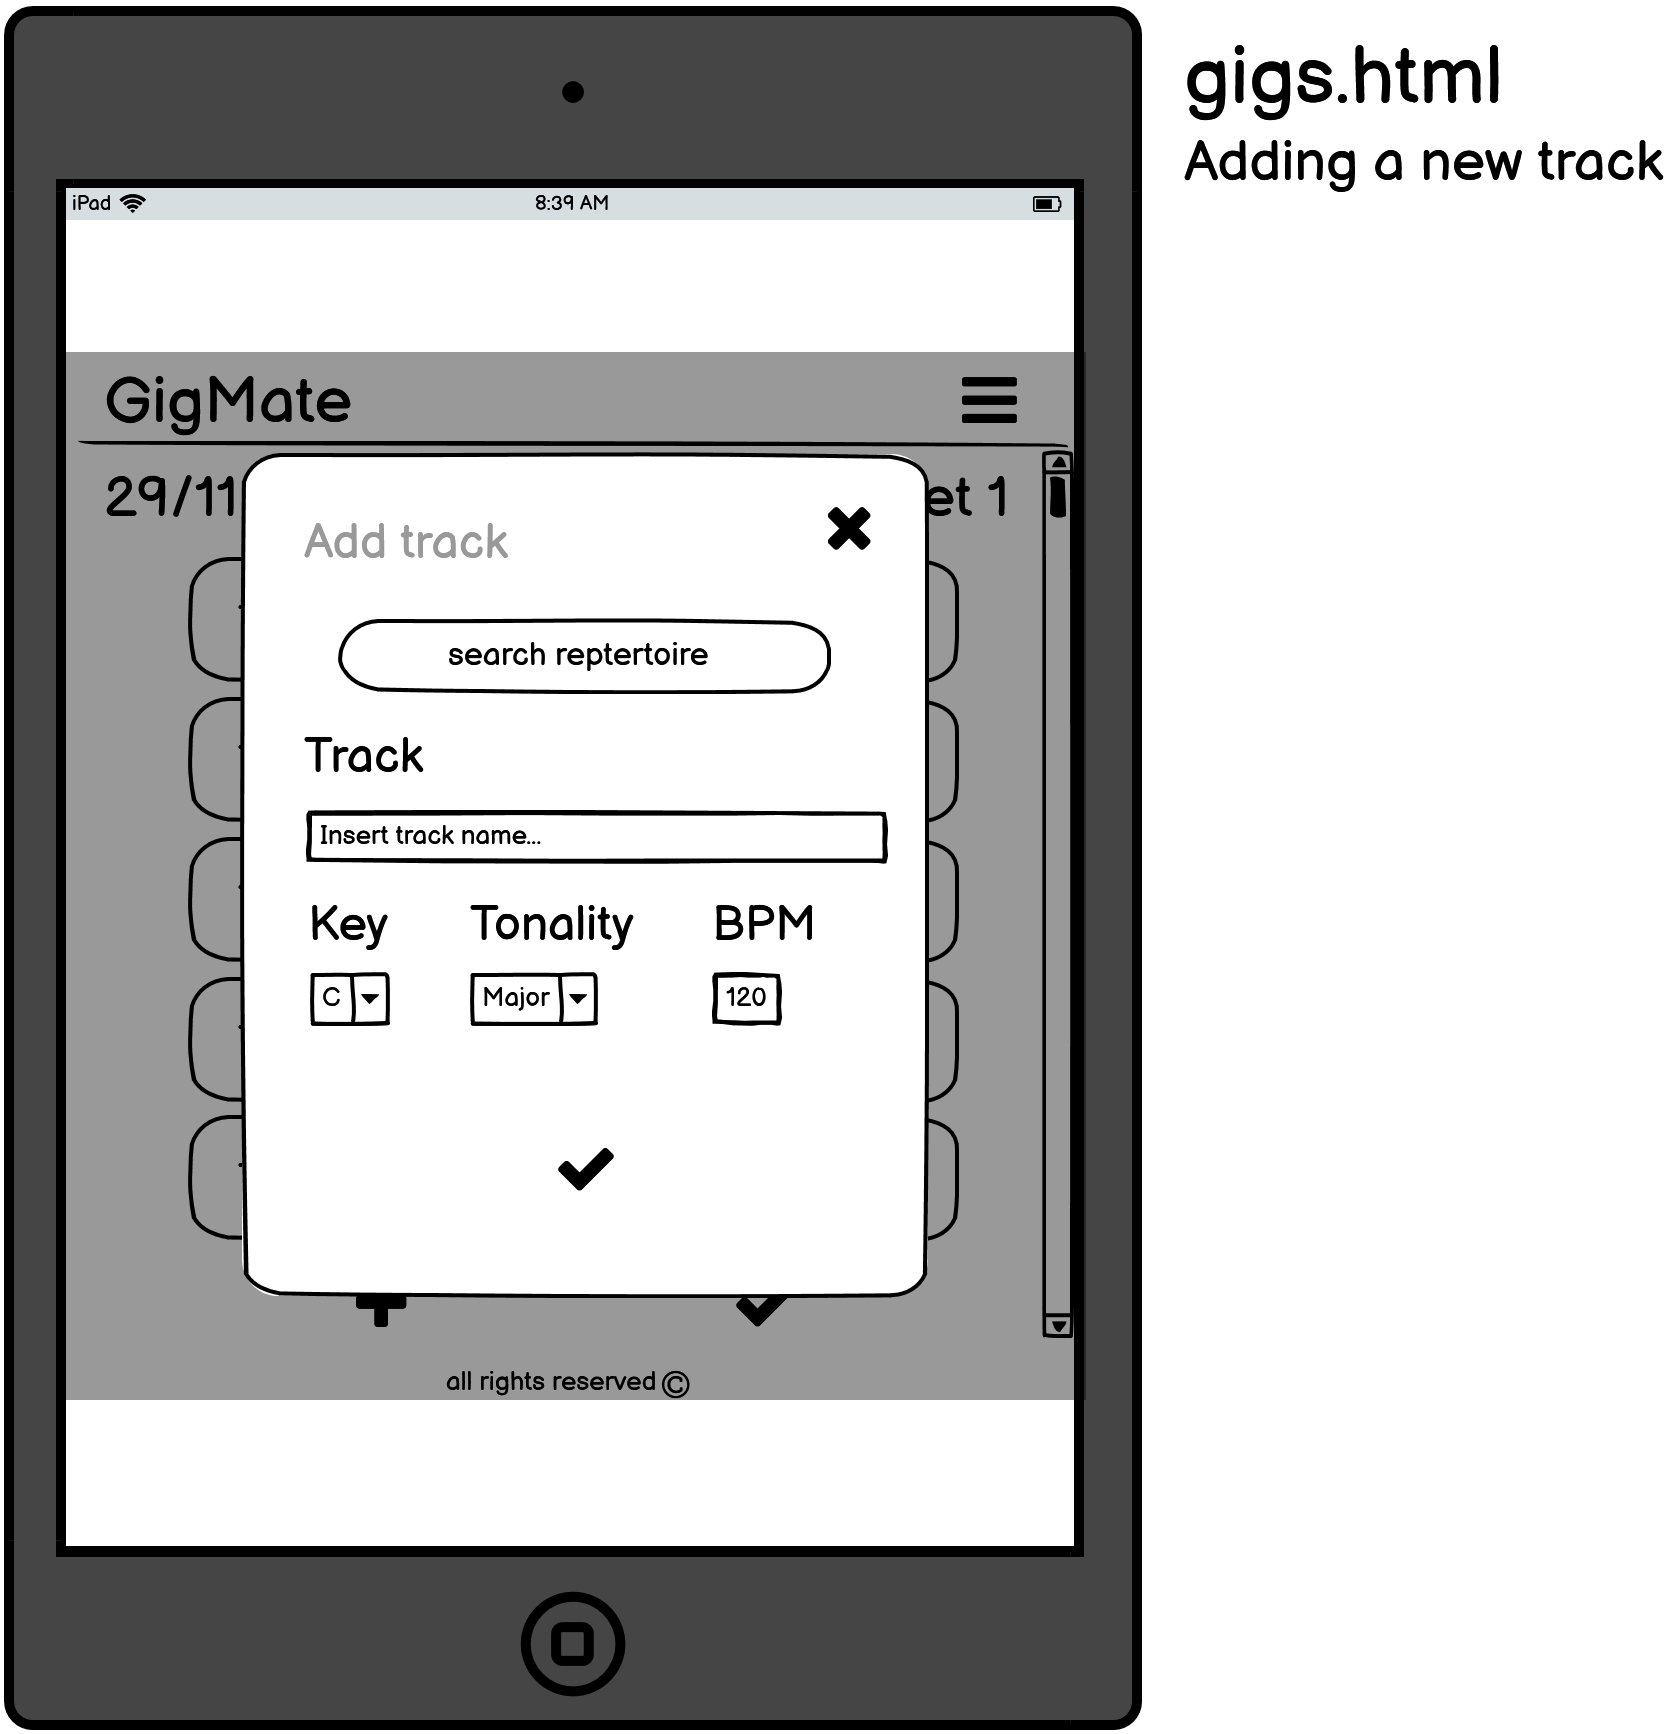 gigs.html
Adding a new track
iPad 8:39 AM
GigMate
29/11 et 1
Add track
search reptertoire
Track
Insert track name...
Key Tonality BPM
C Major 120
all rights reserved ©